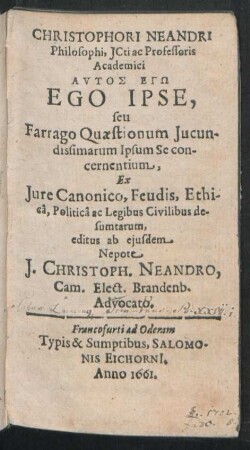 CHRISTOPHORI NEANDRI
Philosophi, JCti ac Professoris
Academici
ΑΥΤΟΣ ΕΓΩ
EGO IPSE,
seu
Farrago Quæstionum Jucun-
dissimarum Ipsum Se con-
cernentium,
Ex
Jure Canonico, Feudis, Ethi-
câ, Politicâ ac Legibus Civilibus de-
sumtarum,
editus ab ejusdem
Nepote
J. CHRISTOPH. NEANDRO,
Cam. Elect. Brandenb.
Advocato.
Francofurti ad Oderam
Typis & Sumptibus, SALOMO-
NIS EICHORNI.
Anno 1661.